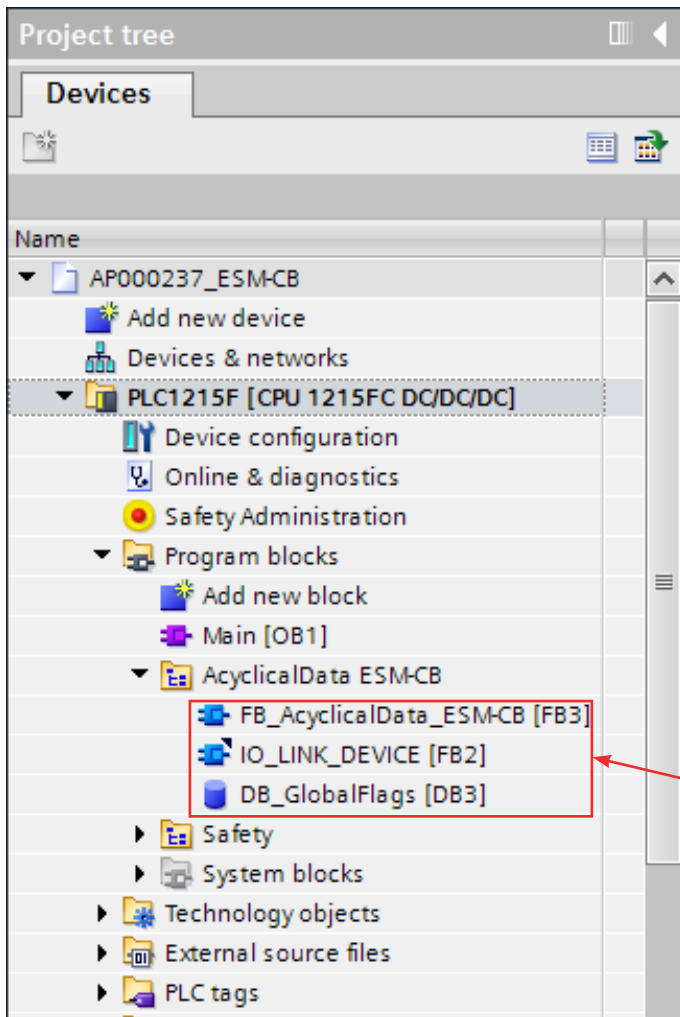 Project tree
Devices
Name
AP000237_ESM-CB
Add new device
Devices & networks
PLC1215F [CPU 1215FC DC/DC/DC]
Device configuration
Online & diagnostics
Safety Administration
Program blocks
Add new block
Main [OB1]
AcyclicalData ESM-CB
FB_AcyclicalData_ESM-CB [FB3]
IO_LINK_DEVICE [FB2]
DB_GlobalFlags [DB3]
Safety
System blocks
Technology objects
External source files
PLC tags